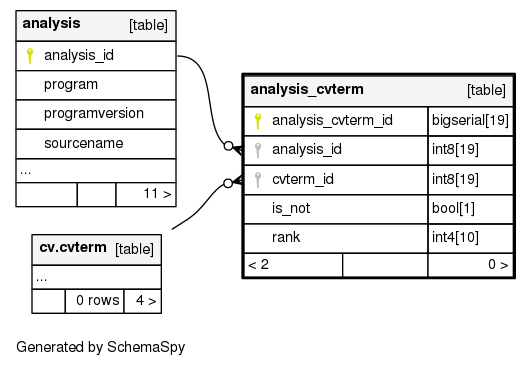 analysis [table]
analysis_id
program
programversion
sourcename
...
11 >
analysis_cvterm [table]
analysis_cvterm_id bigserial[19]
analysis_id int8[19]
cvterm_id int8[19]
is_not bool[1]
rank int4[10]
< 2 0 >
cv.cvterm [table]
...
0 rows 4 >
Generated by SchemaSpy